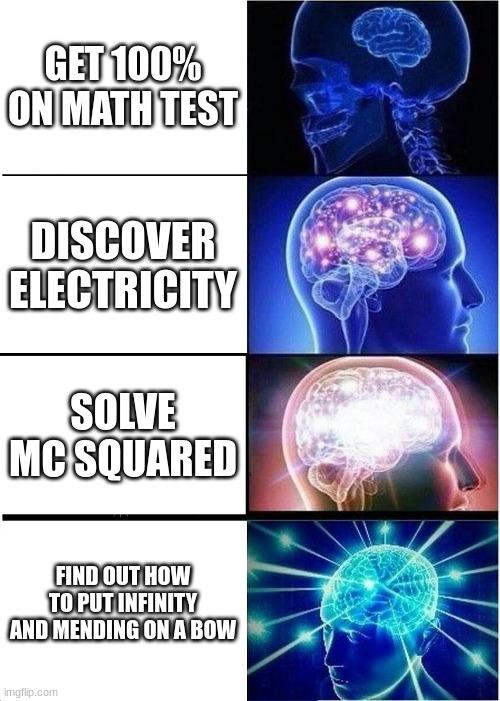 GET 100%
ON MATH TEST
DISCOVER
ELECTRICITY
SOLVE
MC SQUARED
FIND OUT HOW
TO PUT INFINITY
AND MENDING ON A BOW
imgflip.com